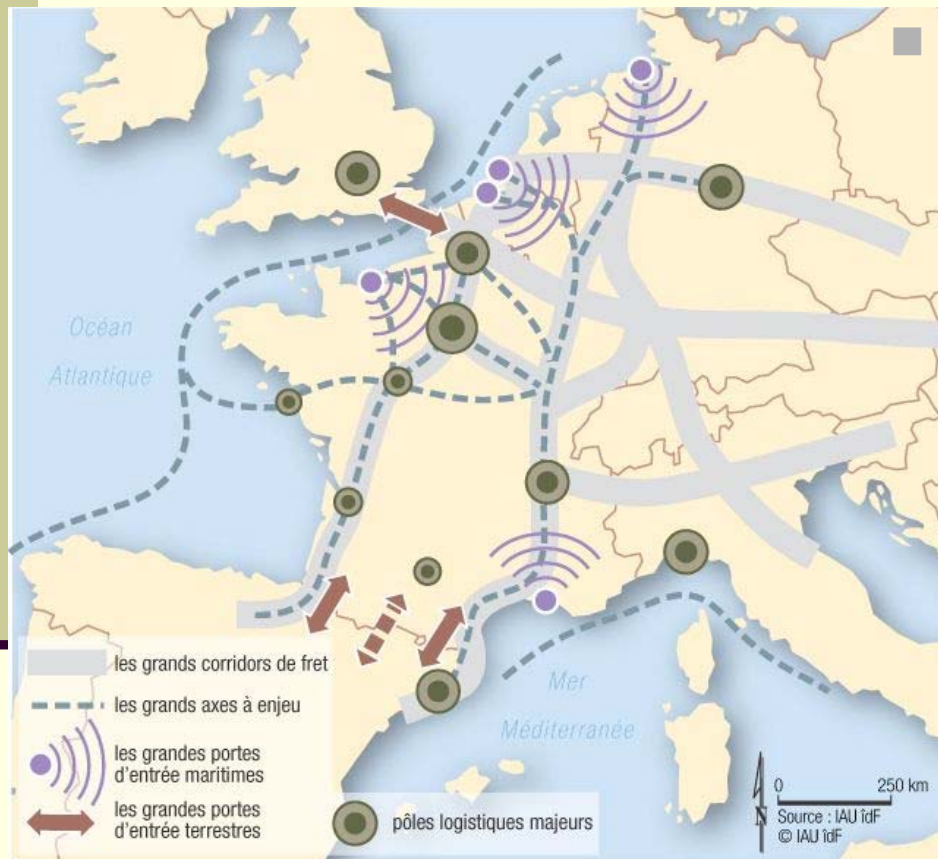 Océan
Atlantique
Mer
Méditerranée
les grands corridors de fret
les grands axes à enjeu
les grandes portes
d'entrée maritimes
les grandes portes
d'entrée terrestres
pôles logistiques majeurs
N
0 250 km
Source : IAU îdF
© IAU îdF